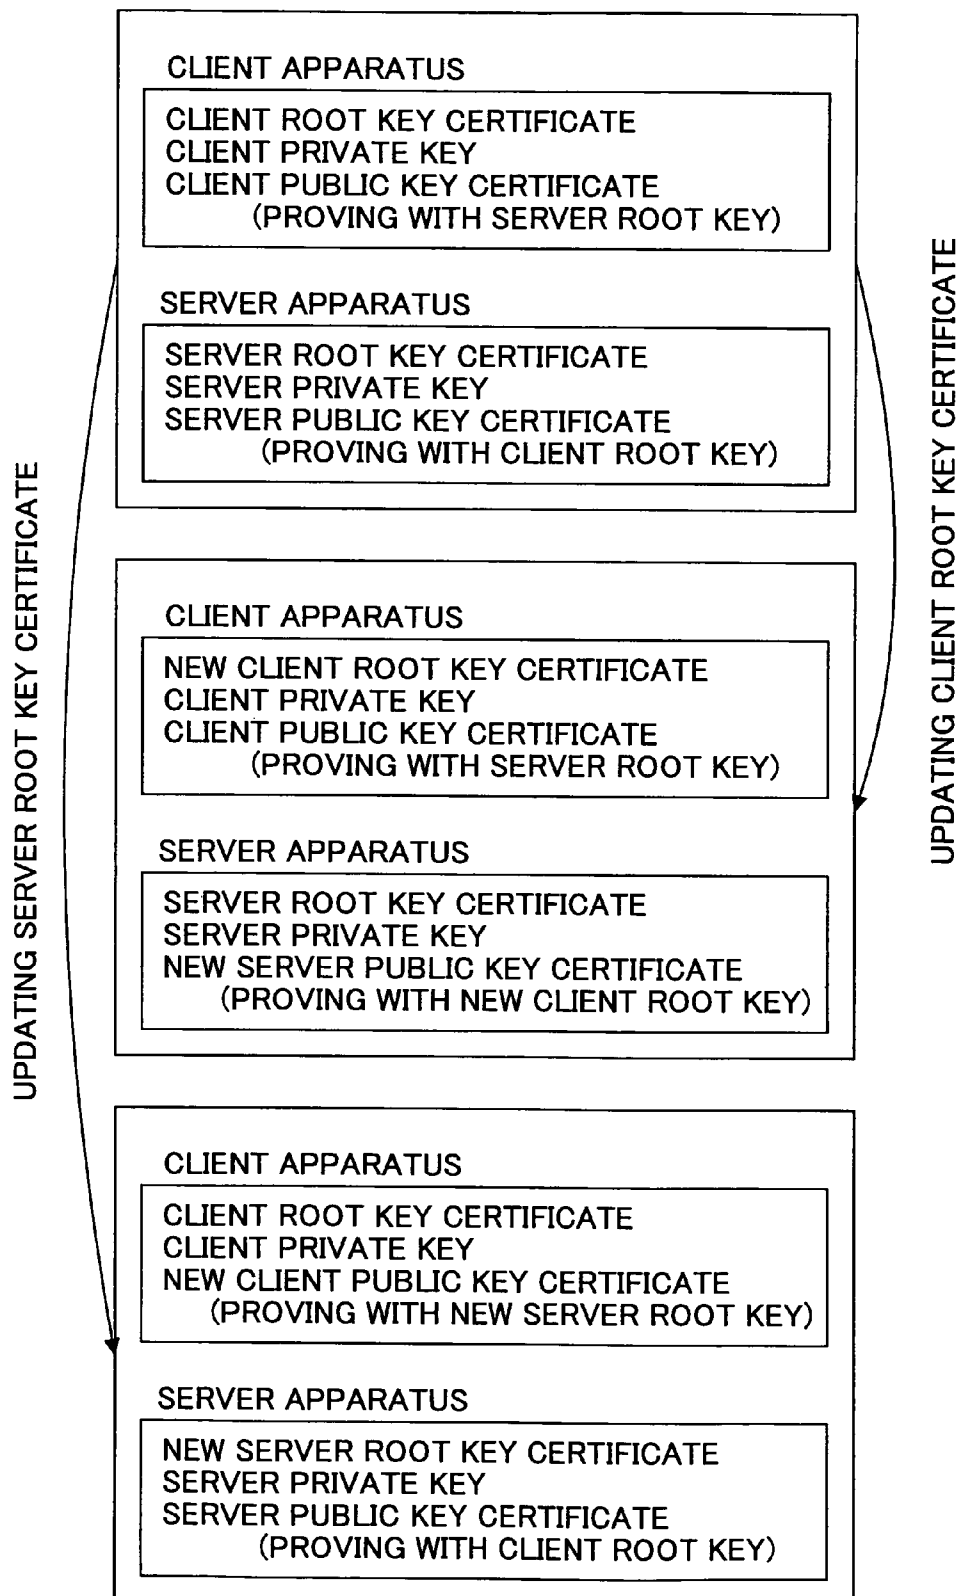 CLIENT APPARATUS
CLIENT ROOT KEY CERTIFICATE
CLIENT PRIVATE KEY
CLIENT PUBLIC KEY CERTIFICATE
(PROVING WITH SERVER ROOT KEY)
SERVER APPARATUS
SERVER ROOT KEY CERTIFICATE
SERVER PRIVATE KEY
SERVER PUBLIC KEY CERTIFICATE
(PROVING WITH CLIENT ROOT KEY)
UPDATING SERVER ROOT KEY CERTIFICATE
UPDATING CLIENT ROOT KEY CERTIFICATE
CLIENT APPARATUS
NEW CLIENT ROOT KEY CERTIFICATE
CLIENT PRIVATE KEY
CLIENT PUBLIC KEY CERTIFICATE
(PROVING WITH SERVER ROOT KEY)
SERVER APPARATUS
SERVER ROOT KEY CERTIFICATE
SERVER PRIVATE KEY
NEW SERVER PUBLIC KEY CERTIFICATE
(PROVING WITH NEW CLIENT ROOT KEY)
CLIENT APPARATUS
CLIENT ROOT KEY CERTIFICATE
CLIENT PRIVATE KEY
NEW CLIENT PUBLIC KEY CERTIFICATE
(PROVING WITH NEW SERVER ROOT KEY)
SERVER APPARATUS
NEW SERVER ROOT KEY CERTIFICATE
SERVER PRIVATE KEY
SERVER PUBLIC KEY CERTIFICATE
(PROVING WITH CLIENT ROOT KEY)